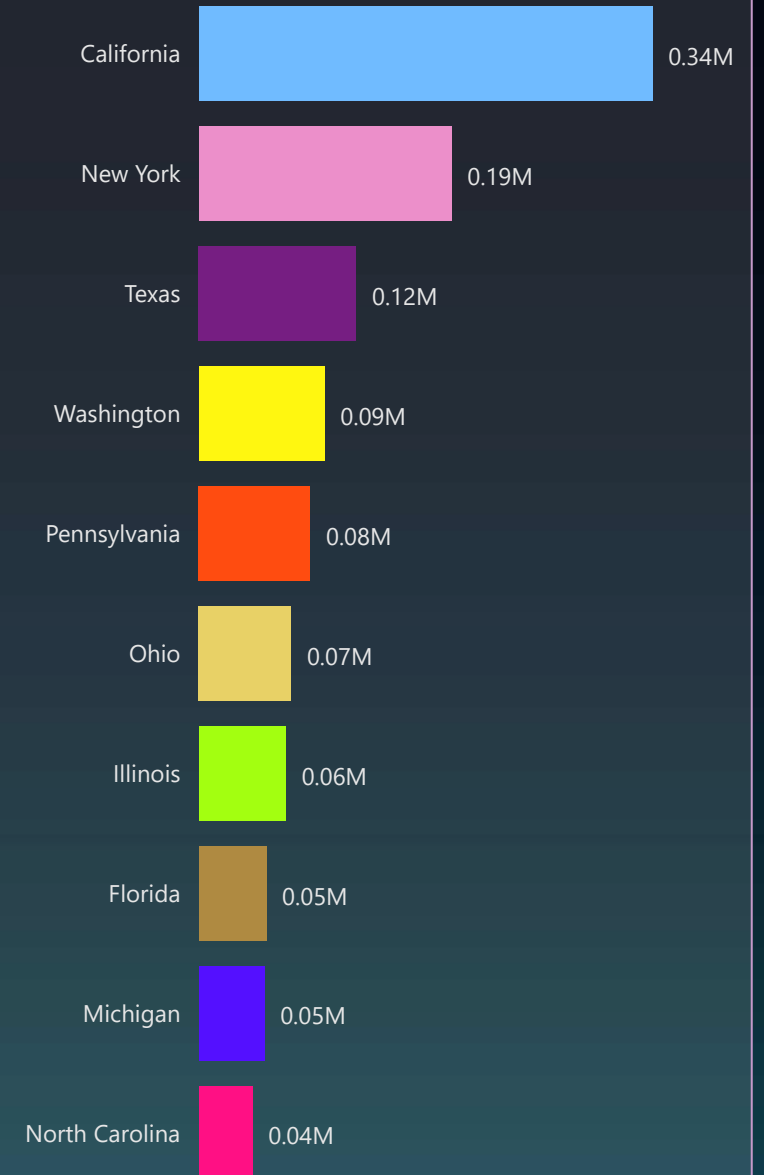 California 0.34M
New York 0.19M
Texas 0.12M
Washington 0.09M
Pennsylvania 0.08M
Ohio 0.07M
Illinois 0.06M
Florida 0.05M
Michigan 0.05M
North Carolina 0.04M